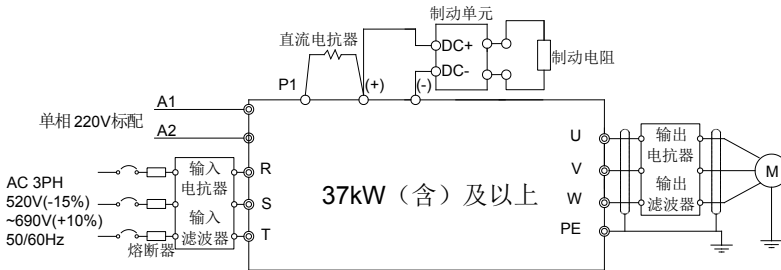 制动单元
直流电抗器
DC+
制动电阻
DC-
P1
(+)
(-)
A1
单相 220V标配
A2
U
输出
电抗器
V
M
输入
电抗器
R
AC 3PH
520V(-15%)
~690V(+10%)
50/60Hz
S
37kW（含）及以上
W
输出
滤波器
输入
滤波器
T
PE
熔断器